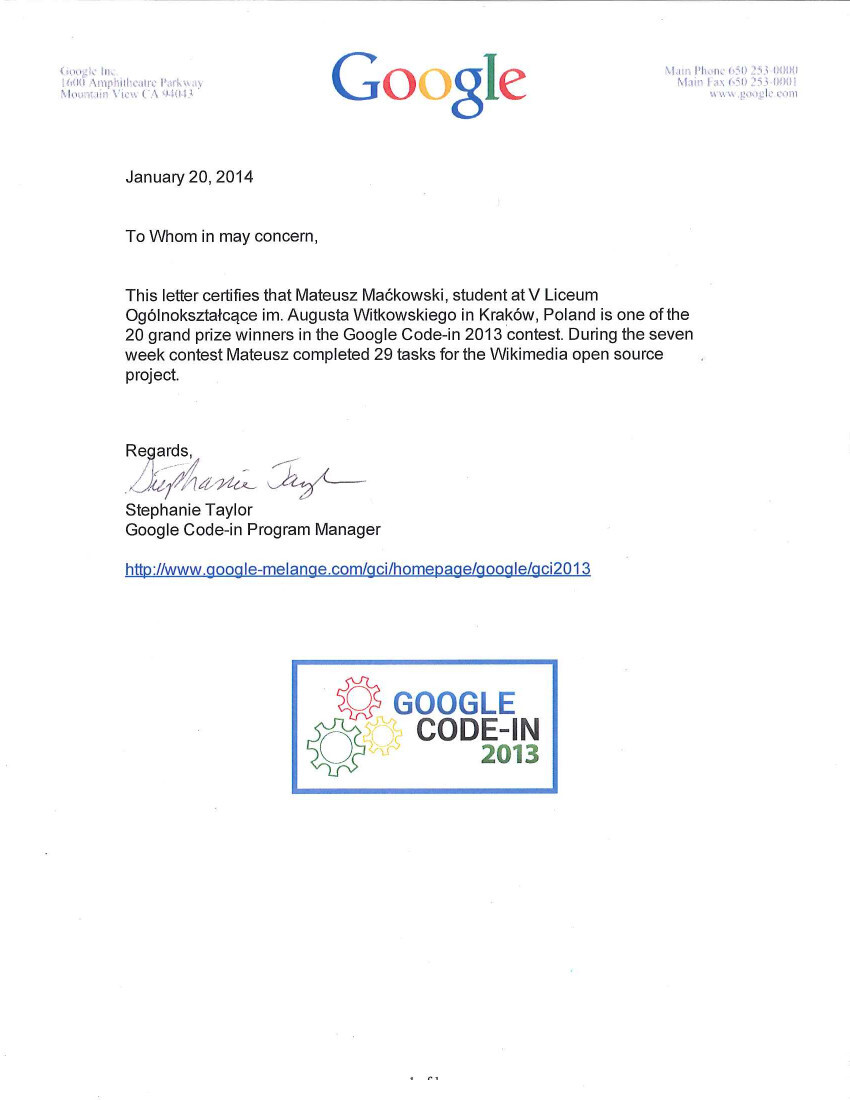 Google Inc.
1600 Amphitheatre Parkway
Mountain View CA 94043
Google
Main Phone 650 253-0000
Main Fax 650 253-0001
www.google.com
January 20, 2014
To Whom in may concern,
This letter certifies that Mateusz Maćkowski, student at V Liceum
Ogólnokształcące im. Augusta Witkowskiego in Kraków, Poland is one of the
20 grand prize winners in the Google Code-in 2013 contest. During the seven
week contest Mateusz completed 29 tasks for the Wikimedia open source
project.
Regards,
Stephanie Taylor
Stephanie Taylor
Google Code-in Program Manager
http://www.google-melange.com/gci/homepage/google/gci2013
GOOGLE
CODE-IN
2013